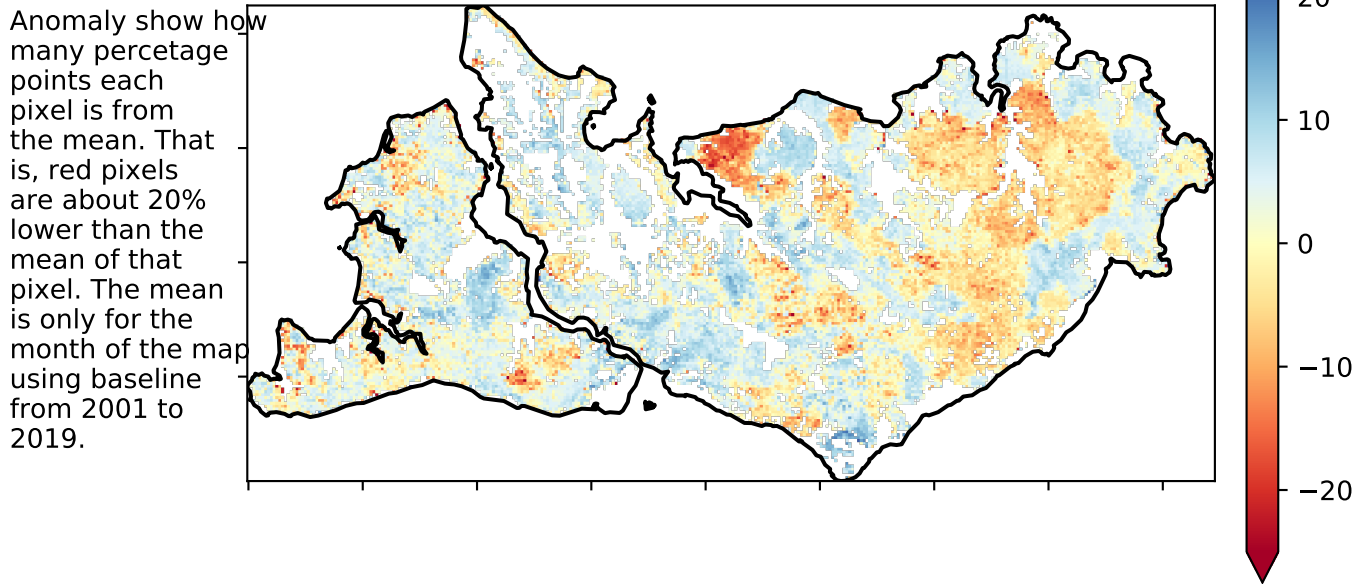 Anomaly show how
many percetage
points each
pixel is from
the mean. That
is, red pixels
are about 20%
lower than the
mean of that
pixel. The mean
is only for the
month of the map
using baseline
from 2001 to
2019.
20
10
0
−10
−20